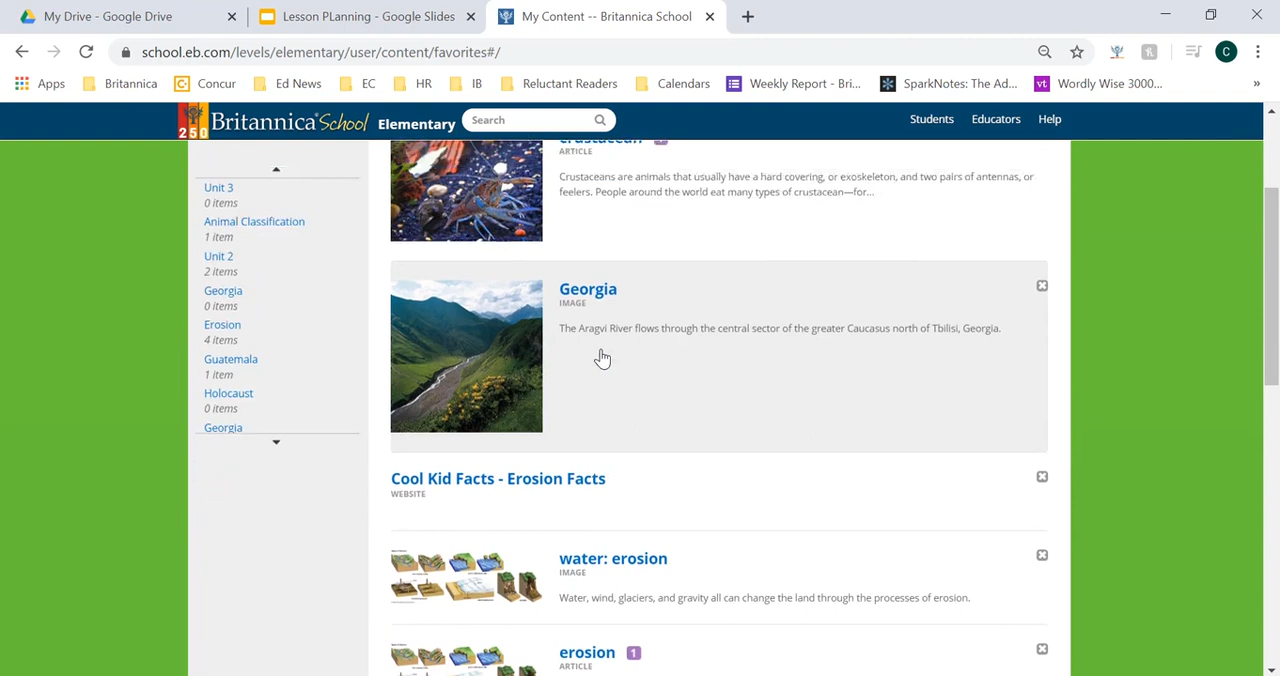 My Drive - Google Drive
Lesson PLanning - Google Slides
My Content -- Britannica School
school.eb.com/levels/elementary/user/content/favorites#/
C
Apps
Britannica
Concur
Ed News
EC
HR
IB
Reluctant Readers
Calendars
Weekly Report - Bri...
SparkNotes: The Ad...
vt Wordly Wise 3000...
»
250
Britannica School Elementary
Search
Students
Educators
Help
Unit 3
0 items
Animal Classification
1 item
Unit 2
2 items
Georgia
0 items
Erosion
4 items
Guatemala
1 item
Holocaust
0 items
Georgia
crustacean
ARTICLE
Crustaceans are animals that usually have a hard covering, or exoskeleton, and two pairs of antennas, or
feelers. People around the world eat many types of crustacean—for...
Georgia
IMAGE
The Aragvi River flows through the central sector of the greater Caucasus north of Tbilisi, Georgia.
Cool Kid Facts - Erosion Facts
WEBSITE
water: erosion
IMAGE
Water, wind, glaciers, and gravity all can change the land through the processes of erosion.
erosion 1
ARTICLE